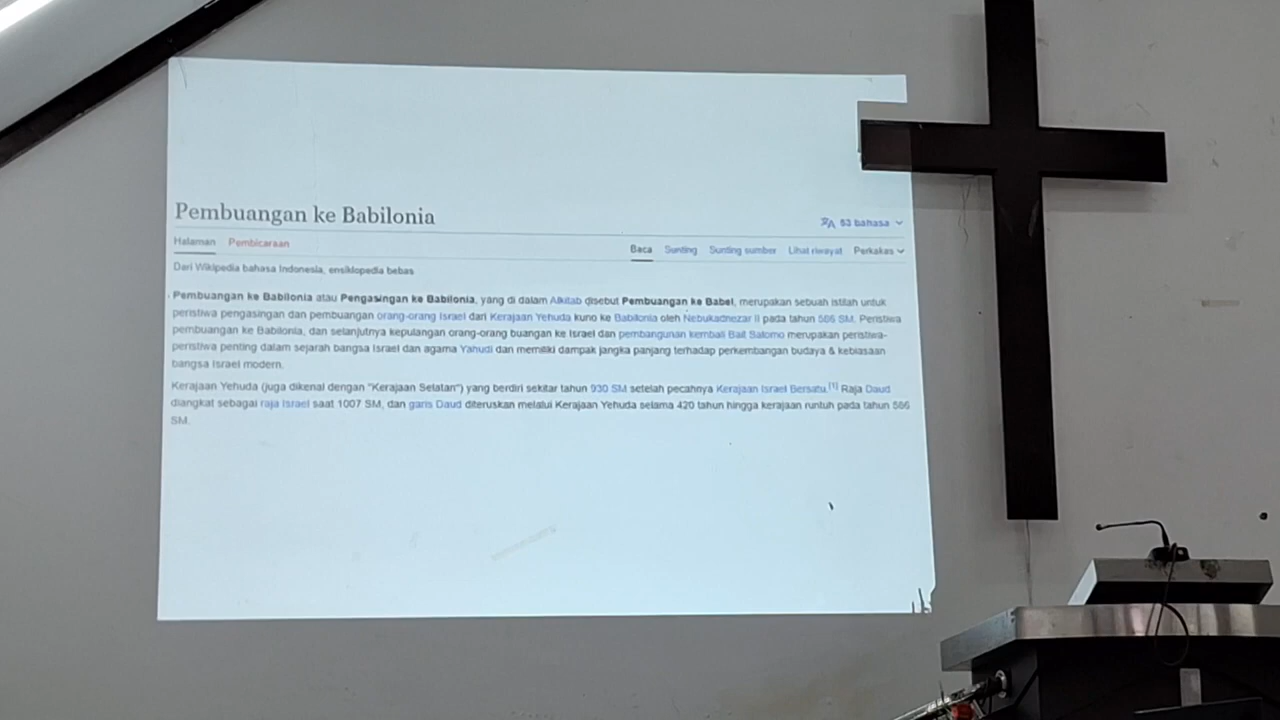 Pembuangan ke Babilonia
63 bahasa
Halaman Pembicaraan Baca Sunting Sunting sumber Lihat riwayat Perkakas
Dari Wikipedia bahasa Indonesia, ensiklopedia bebas
Pembuangan ke Babilonia atau Pengasingan ke Babilonia, yang di dalam Alkitab disebut Pembuangan ke Babel, merupakan sebuah istilah untuk
peristiwa pengasingan dan pembuangan orang-orang Israel dari Kerajaan Yehuda kuno ke Babilonia oleh Nebukadnezar II pada tahun 586 SM. Peristiwa
pembuangan ke Babilonia, dan selanjutnya kepulangan orang-orang buangan ke Israel dan pembangunan kembali Bait Salomo merupakan peristiwa-
peristiwa penting dalam sejarah bangsa Israel dan agama Yahudi dan memiliki dampak jangka panjang terhadap perkembangan budaya & kebiasaan
bangsa Israel modern.
Kerajaan Yehuda (juga dikenal dengan "Kerajaan Selatan") yang berdiri sekitar tahun 930 SM setelah pecahnya Kerajaan Israel Bersatu.[1] Raja Daud
diangkat sebagai raja Israel saat 1007 SM, dan garis Daud diteruskan melalui Kerajaan Yehuda selama 420 tahun hingga kerajaan runtuh pada tahun 586
SM.